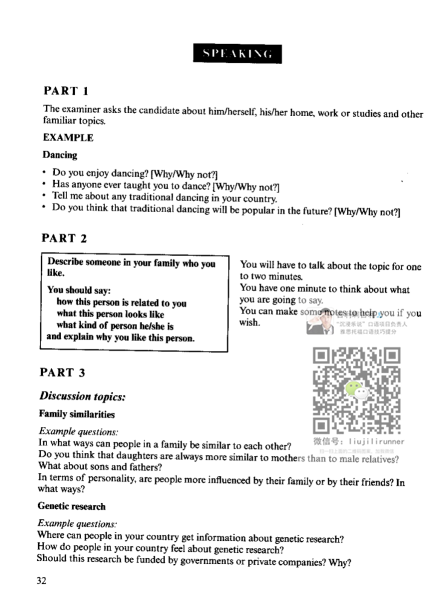 SPEAKING
PART 1
The examiner asks the candidate about him/herself, his/her home, work or studies and other
familiar topics.
EXAMPLE
Dancing
• Do you enjoy dancing? [Why/Why not?]
• Has anyone ever taught you to dance? [Why/Why not?]
• Tell me about any traditional dancing in your country.
• Do you think that traditional dancing will be popular in the future? [Why/Why not?]
PART 2
Describe someone in your family who you
like.
You should say:
how this person is related to you
what this person looks like
what kind of person he/she is
and explain why you like this person.
You will have to talk about the topic for one
to two minutes.
You have one minute to think about what
you are going to say.
You can make some notes to help you if you
wish.
PART 3
Discussion topics:
Family similarities
Example questions:
In what ways can people in a family be similar to each other?
Do you think that daughters are always more similar to mothers than to male relatives?
What about sons and fathers?
In terms of personality, are people more influenced by their family or by their friends? In
what ways?
Genetic research
Example questions:
Where can people in your country get information about genetic research?
How do people in your country feel about genetic research?
Should this research be funded by governments or private companies? Why?
微信号: liujilirunner
32